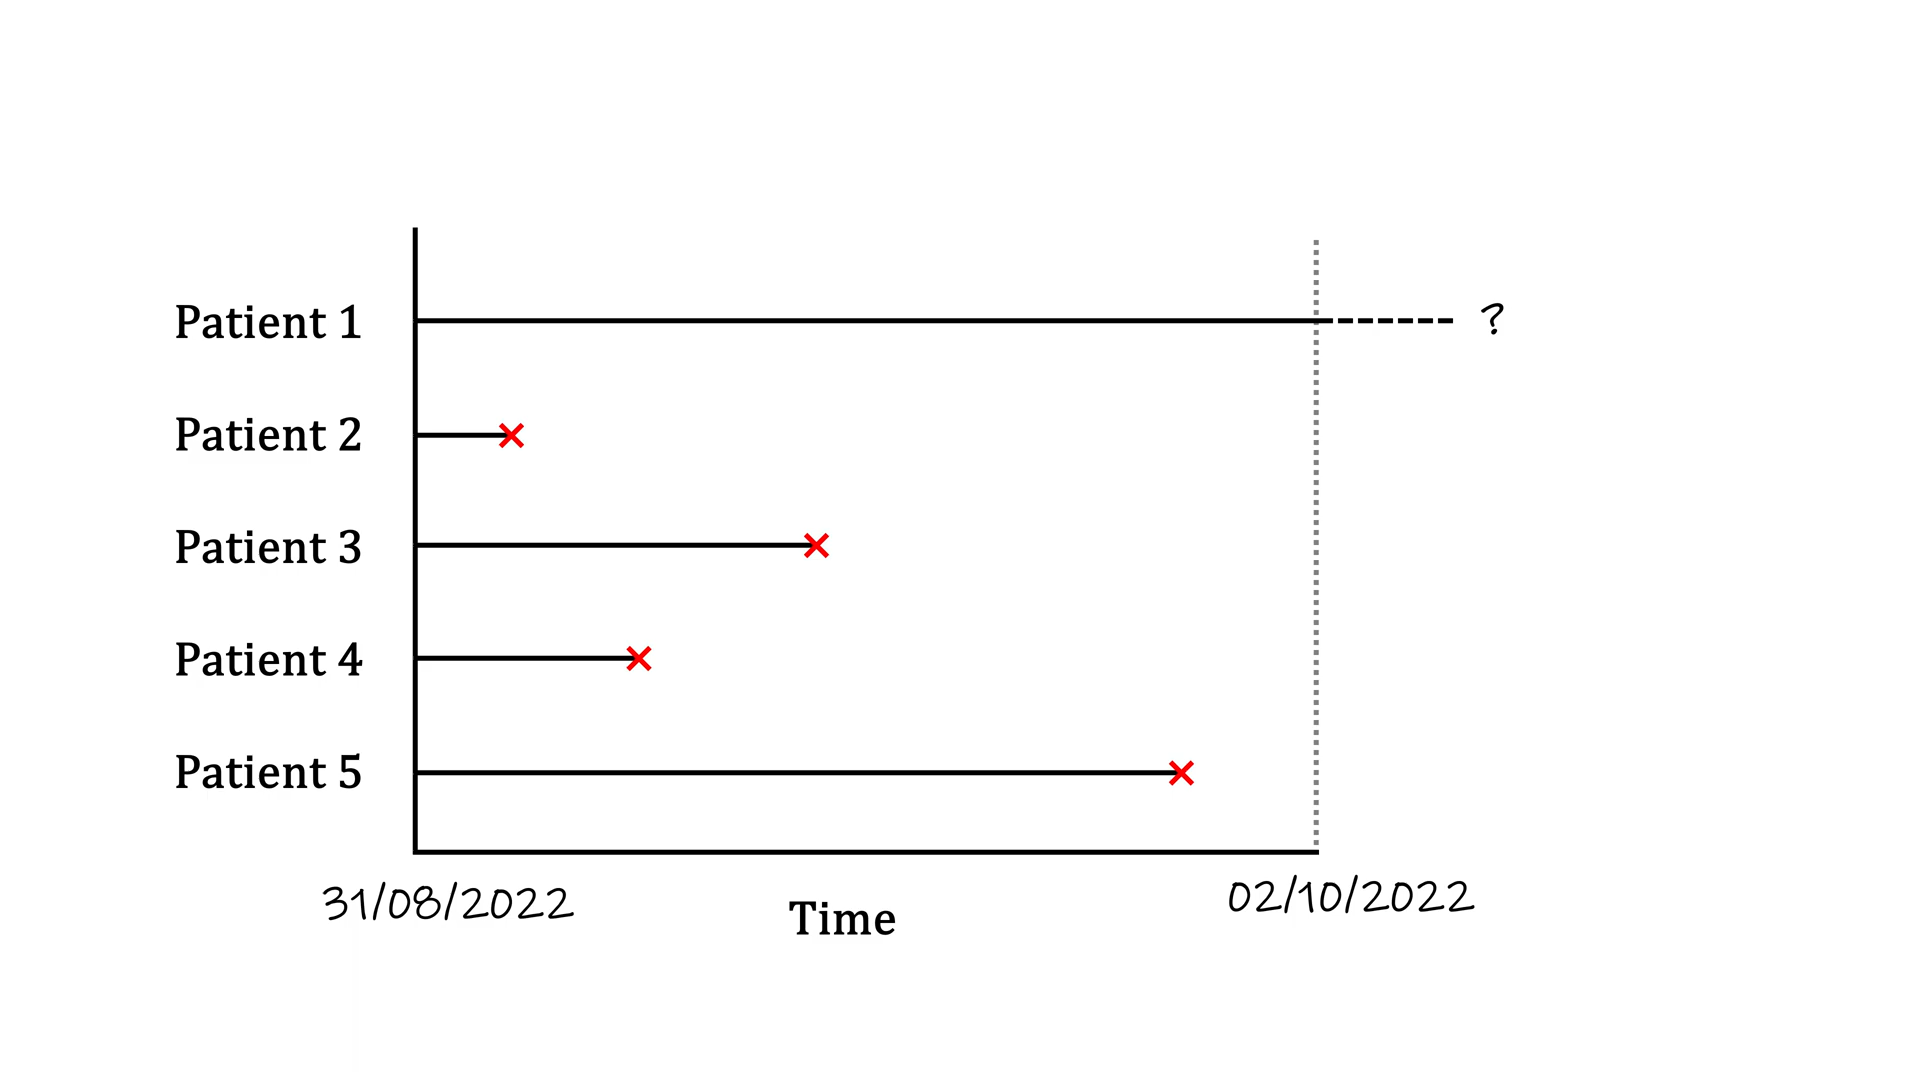 Patient 1
?
Patient 2
Patient 3
Patient 4
Patient 5
31/08/2022
Time
02/10/2022